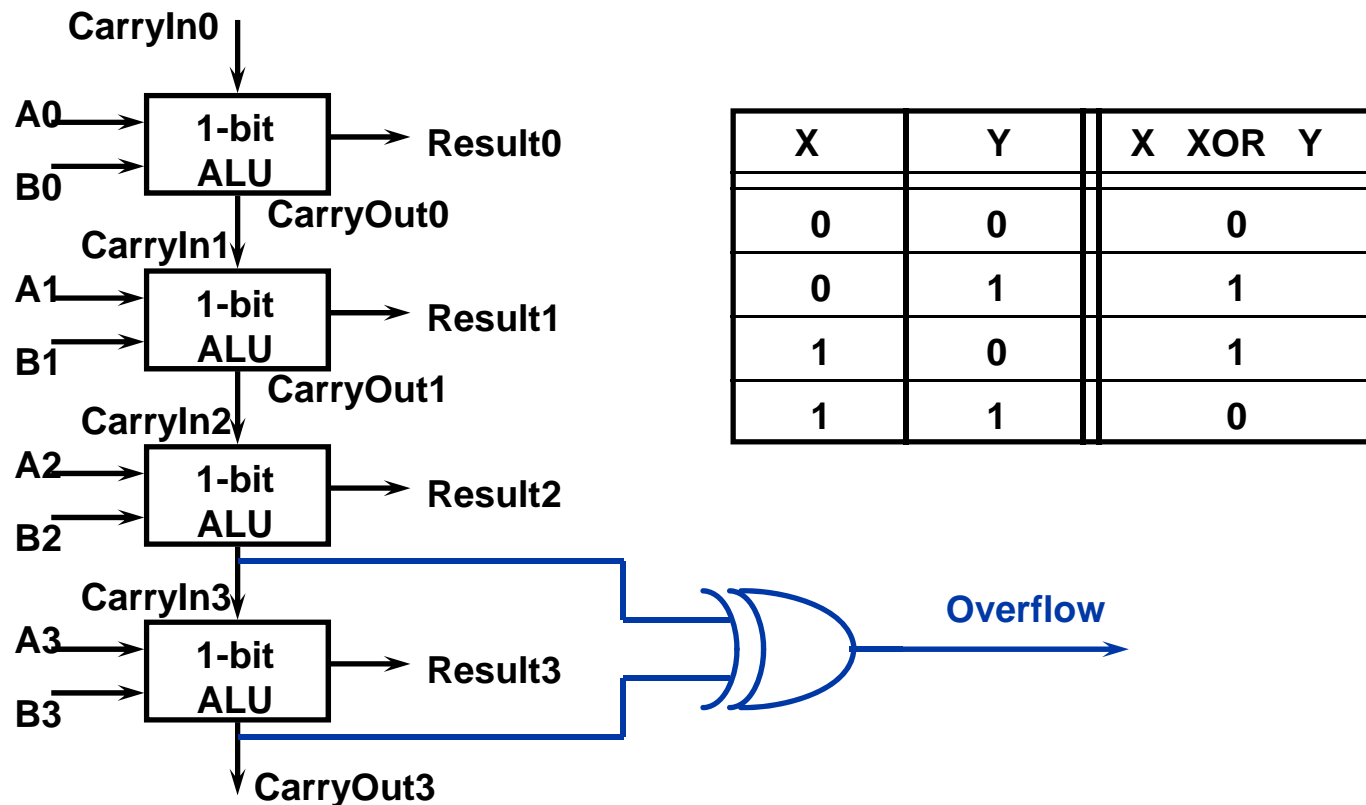 CarryIn0
A0
B0
1-bit
ALU
Result0
CarryOut0
CarryIn1
A1
B1
1-bit
ALU
Result1
CarryOut1
CarryIn2
A2
B2
1-bit
ALU
Result2
CarryIn3
A3
B3
1-bit
ALU
Result3
CarryOut3
Overflow
X Y X XOR Y
0 0 0
0 1 1
1 0 1
1 1 0